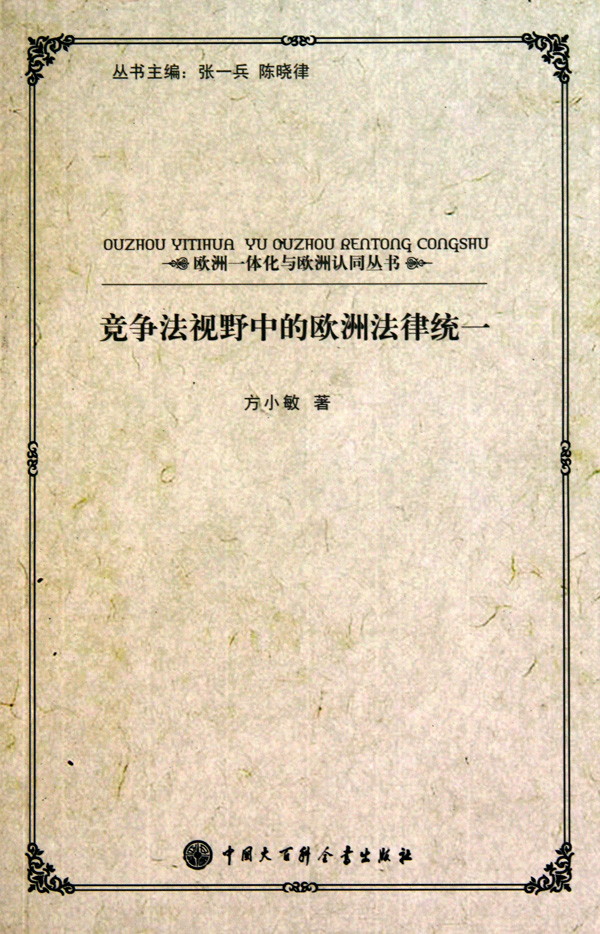 丛书主编：张一兵 陈晓律
OUZHOU YITIHUA YU OUZHOU RENTONG CONGSHU
欧洲一体化与欧洲认同丛书
竞争法视野中的欧洲法律统一
方小敏 著
中国大百科全书出版社